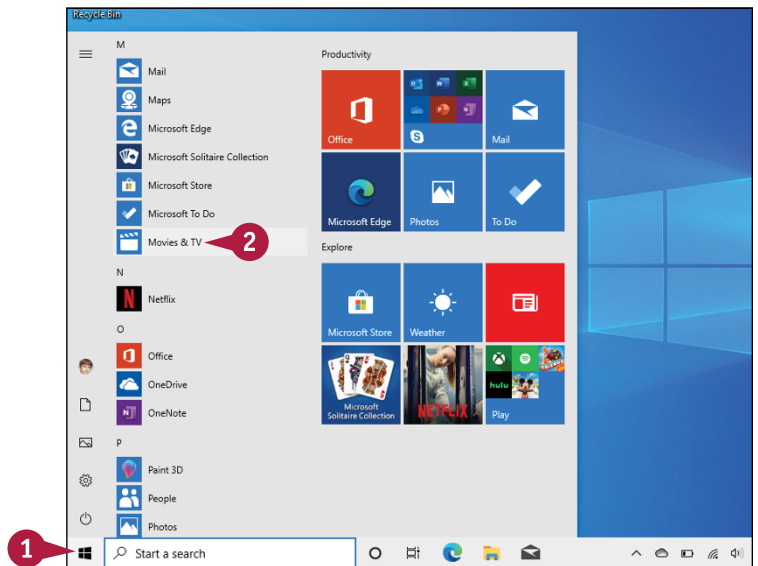 Recycle Bin
M
Mail
Maps
Microsoft Edge
Microsoft Solitaire Collection
Microsoft Store
Microsoft To Do
Movies & TV
2
N
Netflix
O
Office
OneDrive
OneNote
P
Paint 3D
People
Photos
Productivity
Office
Mail
Microsoft Edge
Photos
To Do
Explore
Microsoft Store
Weather
Microsoft
Solitaire Collection
NETFLIX
hulu
Play
1
Start a search